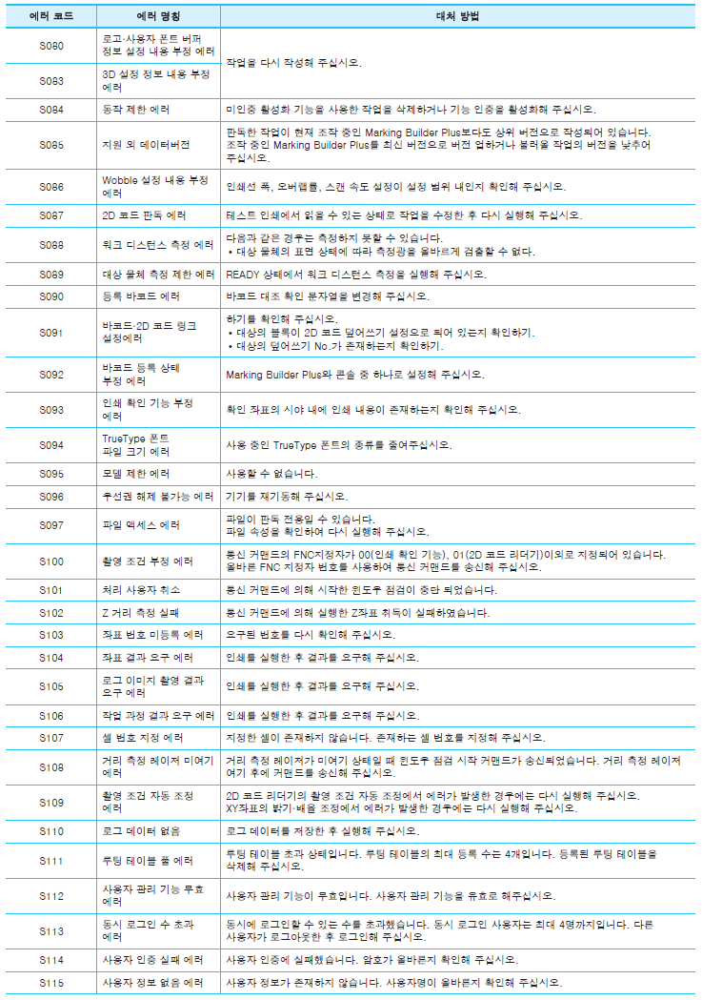 에러 코드 에러 명칭 대처 방법
S080 로고·사용자 폰트 버퍼
정보 설정 내용 부정 에러
작업을 다시 작성해 주십시오.
S083 3D 설정 정보 내용 부정
에러
S084 동작 제한 에러 미인증 활성화 기능을 사용한 작업을 삭제하거나 기능 인증을 활성화해 주십시오.
S085 지원 외 데이터버전 판독한 작업이 현재 조작 중인 Marking Builder Plus보다도 상위 버전으로 작성되어 있습니다.
조작 중인 Marking Builder Plus를 최신 버전으로 버전 업하거나 불러올 작업의 버전을 낮추어
주십시오.
S086 Wobble 설정 내용 부정
에러
인쇄선 폭, 오버랩률, 스캔 속도 설정이 설정 범위 내인지 확인해 주십시오.
S087 2D 코드 판독 에러 테스트 인쇄에서 읽을 수 있는 상태로 작업을 수정한 후 다시 실행해 주십시오.
S088 워크 디스턴스 측정 에러 다음과 같은 경우는 측정하지 못할 수 있습니다.
• 대상 물체의 표면 상태에 따라 측정광을 올바르게 검출할 수 없다.
S089 대상 물체 측정 제한 에러 READY 상태에서 워크 디스턴스 측정을 실행해 주십시오.
S090 등록 바코드 에러 바코드 대조 확인 문자열을 변경해 주십시오.
S091 바코드·2D 코드 링크
설정에러
하기를 확인해 주십시오.
• 대상의 블록이 2D 코드 덮어쓰기 설정으로 되어 있는지 확인하기.
• 대상의 덮어쓰기 No.가 존재하는지 확인하기.
S092 바코드 등록 상태
부정 에러
Marking Builder Plus와 콘솔 중 하나로 설정해 주십시오.
S093 인쇄 확인 기능 부정
에러
확인 좌표의 시야 내에 인쇄 내용이 존재하는지 확인해 주십시오.
S094 TrueType 폰트
파일 크기 에러
사용 중인 TrueType 폰트의 종류를 줄여주십시오.
S095 모델 제한 에러 사용할 수 없습니다.
S096 우선권 해제 불가능 에러 기기를 재기동해 주십시오.
S097 파일 액세스 에러 파일이 판독 전용일 수 있습니다.
파일 속성을 확인하여 다시 실행해 주십시오.
S100 촬영 조건 부정 에러 통신 커맨드의 FNC지정자가 00(인쇄 확인 기능), 01(2D 코드 리더기)이외로 지정되어 있습니다.
올바른 FNC 지정자 번호를 사용하여 통신 커맨드를 송신해 주십시오.
S101 처리 사용자 취소 통신 커맨드에 의해 시작한 윈도우 점검이 중단 되었습니다.
S102 Z 거리 측정 실패 통신 커맨드에 의해 실행한 Z좌표 취득이 실패하였습니다.
S103 좌표 번호 미등록 에러 요구된 번호를 다시 확인해 주십시오.
S104 좌표 결과 요구 에러 인쇄를 실행한 후 결과를 요구해 주십시오.
S105 로그 이미지 촬영 결과
요구 에러
인쇄를 실행한 후 결과를 요구해 주십시오.
S106 작업 과정 결과 요구 에러 인쇄를 실행한 후 결과를 요구해 주십시오.
S107 셀 번호 지정 에러 지정한 셀이 존재하지 않습니다. 존재하는 셀 번호를 지정해 주십시오.
S108 거리 측정 레이저 미여기
에러
거리 측정 레이저가 미여기 상태일 때 윈도우 점검 시작 커맨드가 송신되었습니다. 거리 측정 레이저
여기 후에 커맨드를 송신해 주십시오.
S109 촬영 조건 자동 조정
에러
2D 코드 리더기의 촬영 조건 자동 조정에서 에러가 발생한 경우에는 다시 실행해 주십시오.
XY좌표의 밝기·배율 조정에서 에러가 발생한 경우에는 다시 실행해 주십시오.
S110 로그 데이터 없음 로그 데이터를 저장한 후 실행해 주십시오.
S111 루팅 테이블 풀 에러 루팅 테이블 초과 상태입니다. 루팅 테이블의 최대 등록 수는 4개입니다. 등록된 루팅 테이블을
삭제해 주십시오.
S112 사용자 관리 기능 무효
에러
사용자 관리 기능이 무효입니다. 사용자 관리 기능을 유효로 해주십시오.
S113 동시 로그인 수 초과
에러
동시에 로그인할 수 있는 수를 초과했습니다. 동시 로그인 사용자는 최대 4명까지입니다. 다른
사용자가 로그아웃한 후 로그인해 주십시오.
S114 사용자 인증 실패 에러 사용자 인증에 실패했습니다. 암호가 올바른지 확인해 주십시오.
S115 사용자 정보 없음 에러 사용자 정보가 존재하지 않습니다. 사용자명이 올바른지 확인해 주십시오.